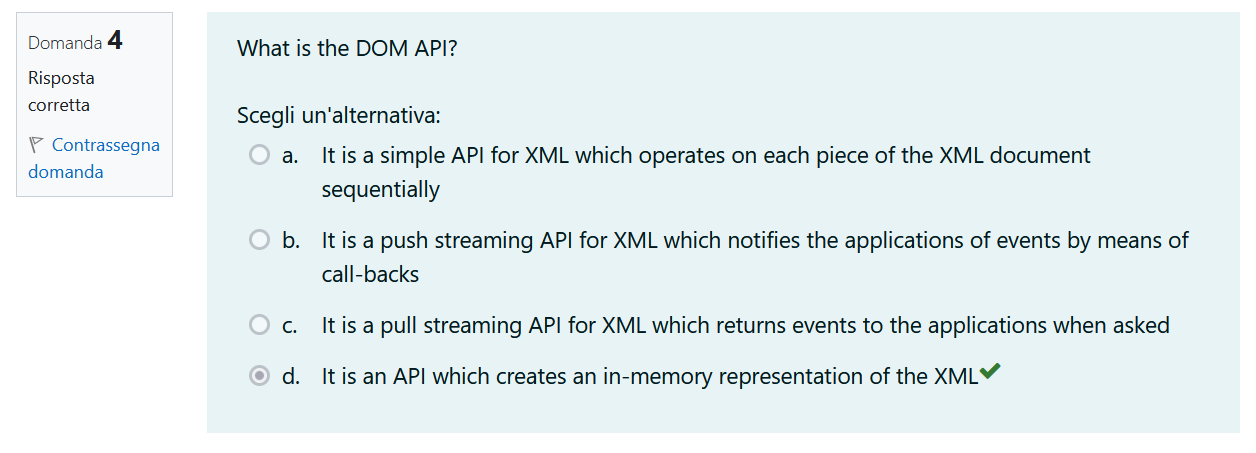 Domanda 4
Risposta
corretta
Contrassegna
domanda
What is the DOM API?
Scegli un'alternativa:
a. It is a simple API for XML which operates on each piece of the XML document
sequentially
b. It is a push streaming API for XML which notifies the applications of events by means of
call-backs
c. It is a pull streaming API for XML which returns events to the applications when asked
d. It is an API which creates an in-memory representation of the XML